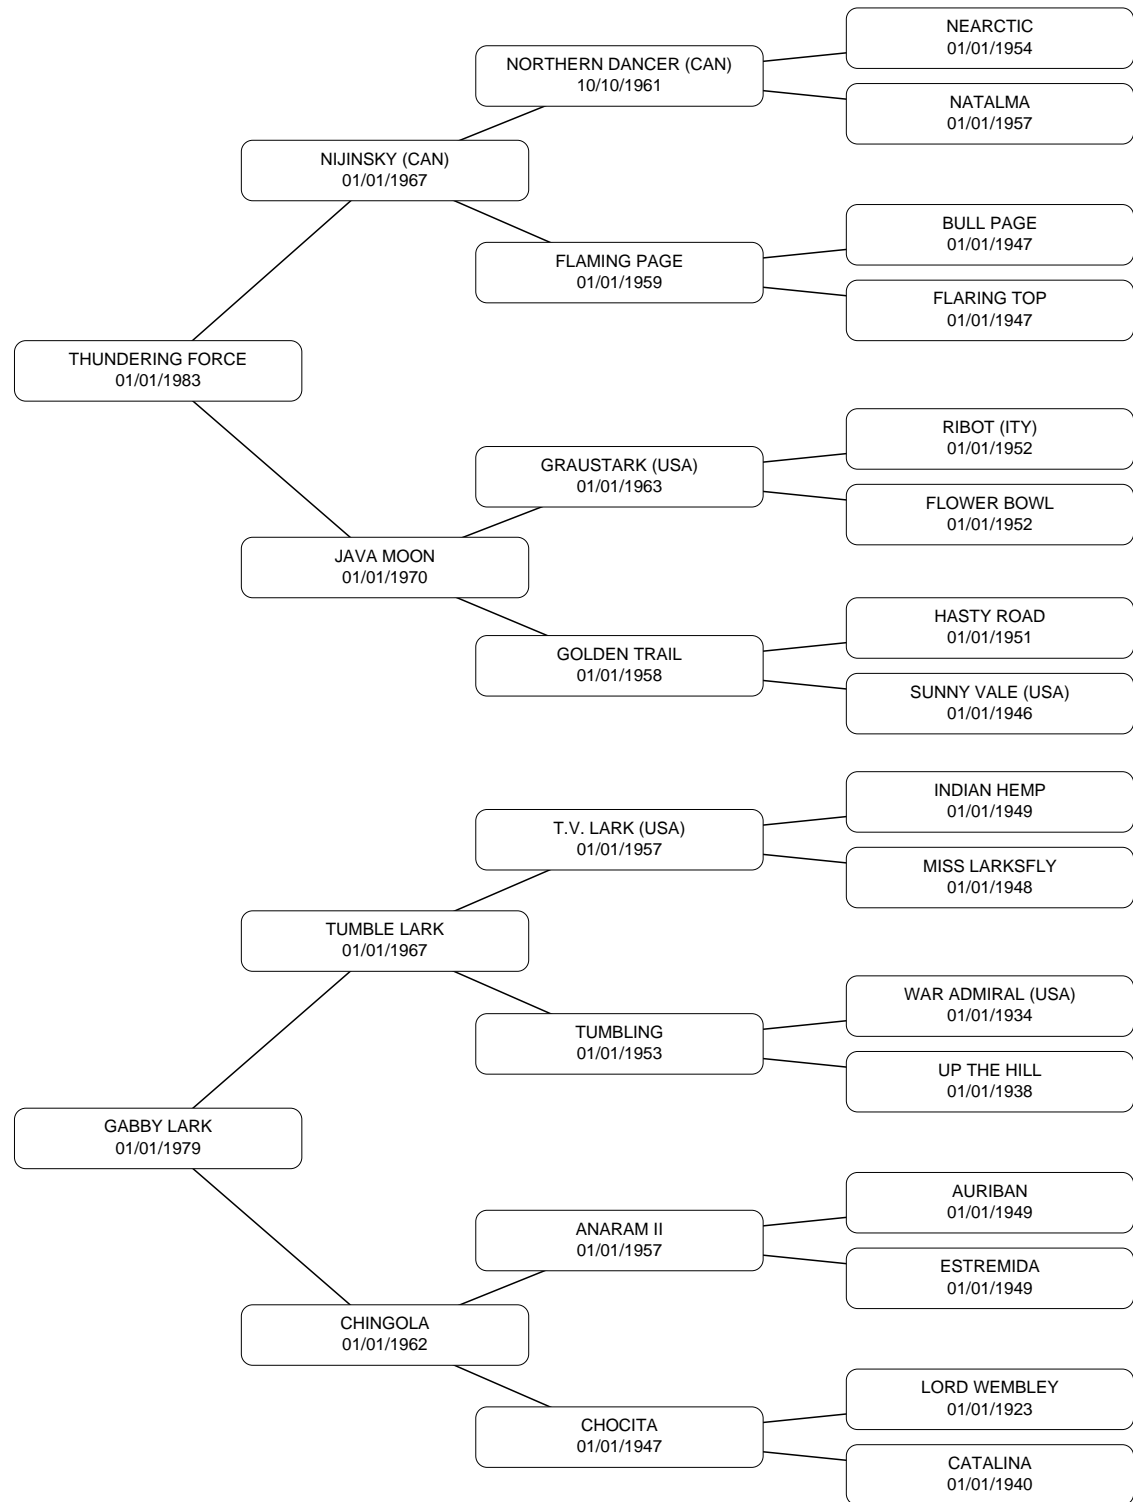 NEARCTIC
01/01/1954
NORTHERN DANCER (CAN)
10/10/1961
NATALMA
01/01/1957
NIJINSKY (CAN)
01/01/1967
BULL PAGE
01/01/1947
FLAMING PAGE
01/01/1959
FLARING TOP
01/01/1947
THUNDERING FORCE
01/01/1983
RIBOT (ITY)
01/01/1952
GRAUSTARK (USA)
01/01/1963
FLOWER BOWL
01/01/1952
JAVA MOON
01/01/1970
HASTY ROAD
01/01/1951
GOLDEN TRAIL
01/01/1958
SUNNY VALE (USA)
01/01/1946
INDIAN HEMP
01/01/1949
T.V. LARK (USA)
01/01/1957
MISS LARKSFLY
01/01/1948
TUMBLE LARK
01/01/1967
WAR ADMIRAL (USA)
01/01/1934
TUMBLING
01/01/1953
UP THE HILL
01/01/1938
GABBY LARK
01/01/1979
AURIBAN
01/01/1949
ANARAM II
01/01/1957
ESTREMIDA
01/01/1949
CHINGOLA
01/01/1962
LORD WEMBLEY
01/01/1923
CHOCITA
01/01/1947
CATALINA
01/01/1940